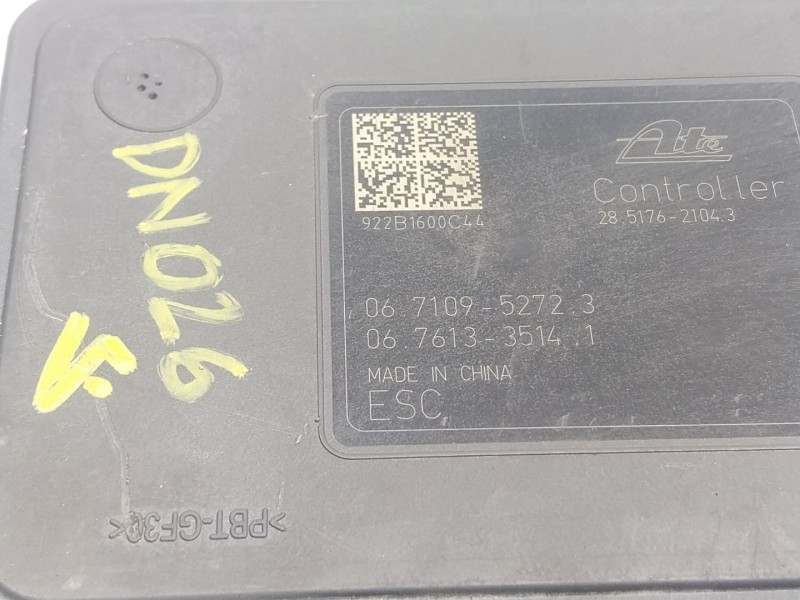 Ate
Controller
28.5176-2104.3
922B1600C44
06.7109-5272.3
06.7613-3514.1
MADE IN CHINA
ESC
DN026
>PBT-GF30<